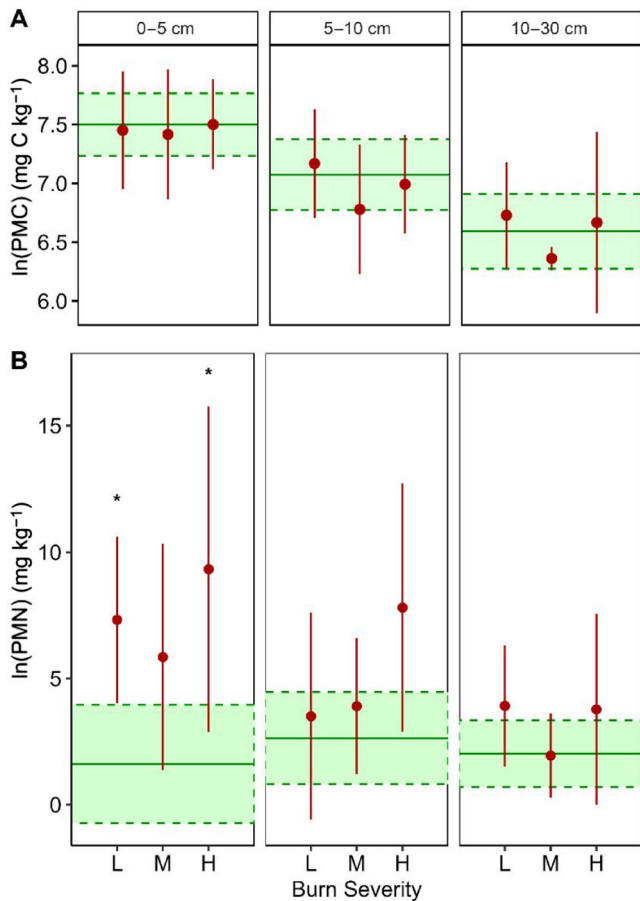 A
0–5 cm 5–10 cm 10–30 cm
ln(PMC) (mg C kg⁻¹)
8.0
7.5
7.0
6.5
6.0
B
* *
ln(PMN) (mg kg⁻¹)
15
10
5
0
L M H L M H L M H
Burn Severity